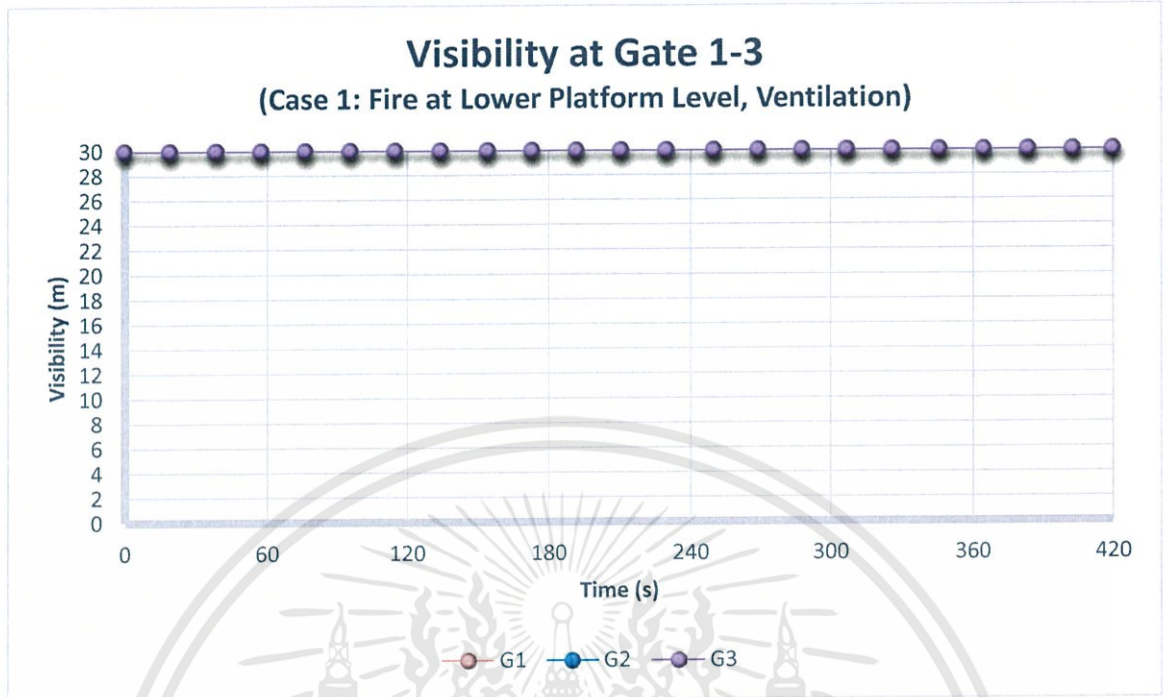 Visibility at Gate 1-3
(Case 1: Fire at Lower Platform Level, Ventilation)
30
28
26
24
22
20
18
16
14
12
10
8
6
4
2
0
Visibility (m)
0 60 120 180 240 300 360 420
Time (s)
G1 G2 G3